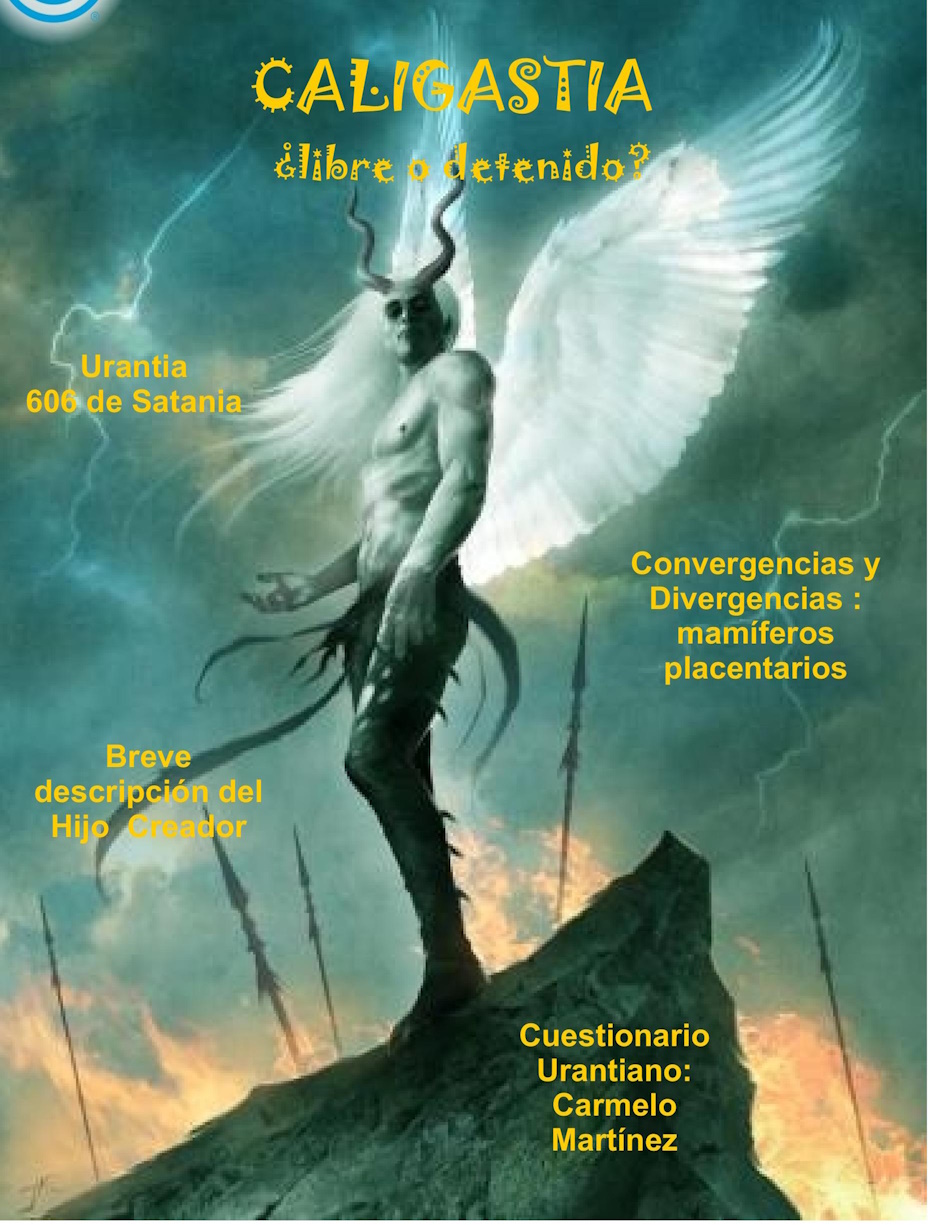 CALIGASTIA
¿libre o detenido?
Urantia
606 de Satania
Convergencias y
Divergencias :
mamíferos
placentarios
Breve
descripción del
Hijo Creador
Cuestionario
Urantiano:
Carmelo
Martínez